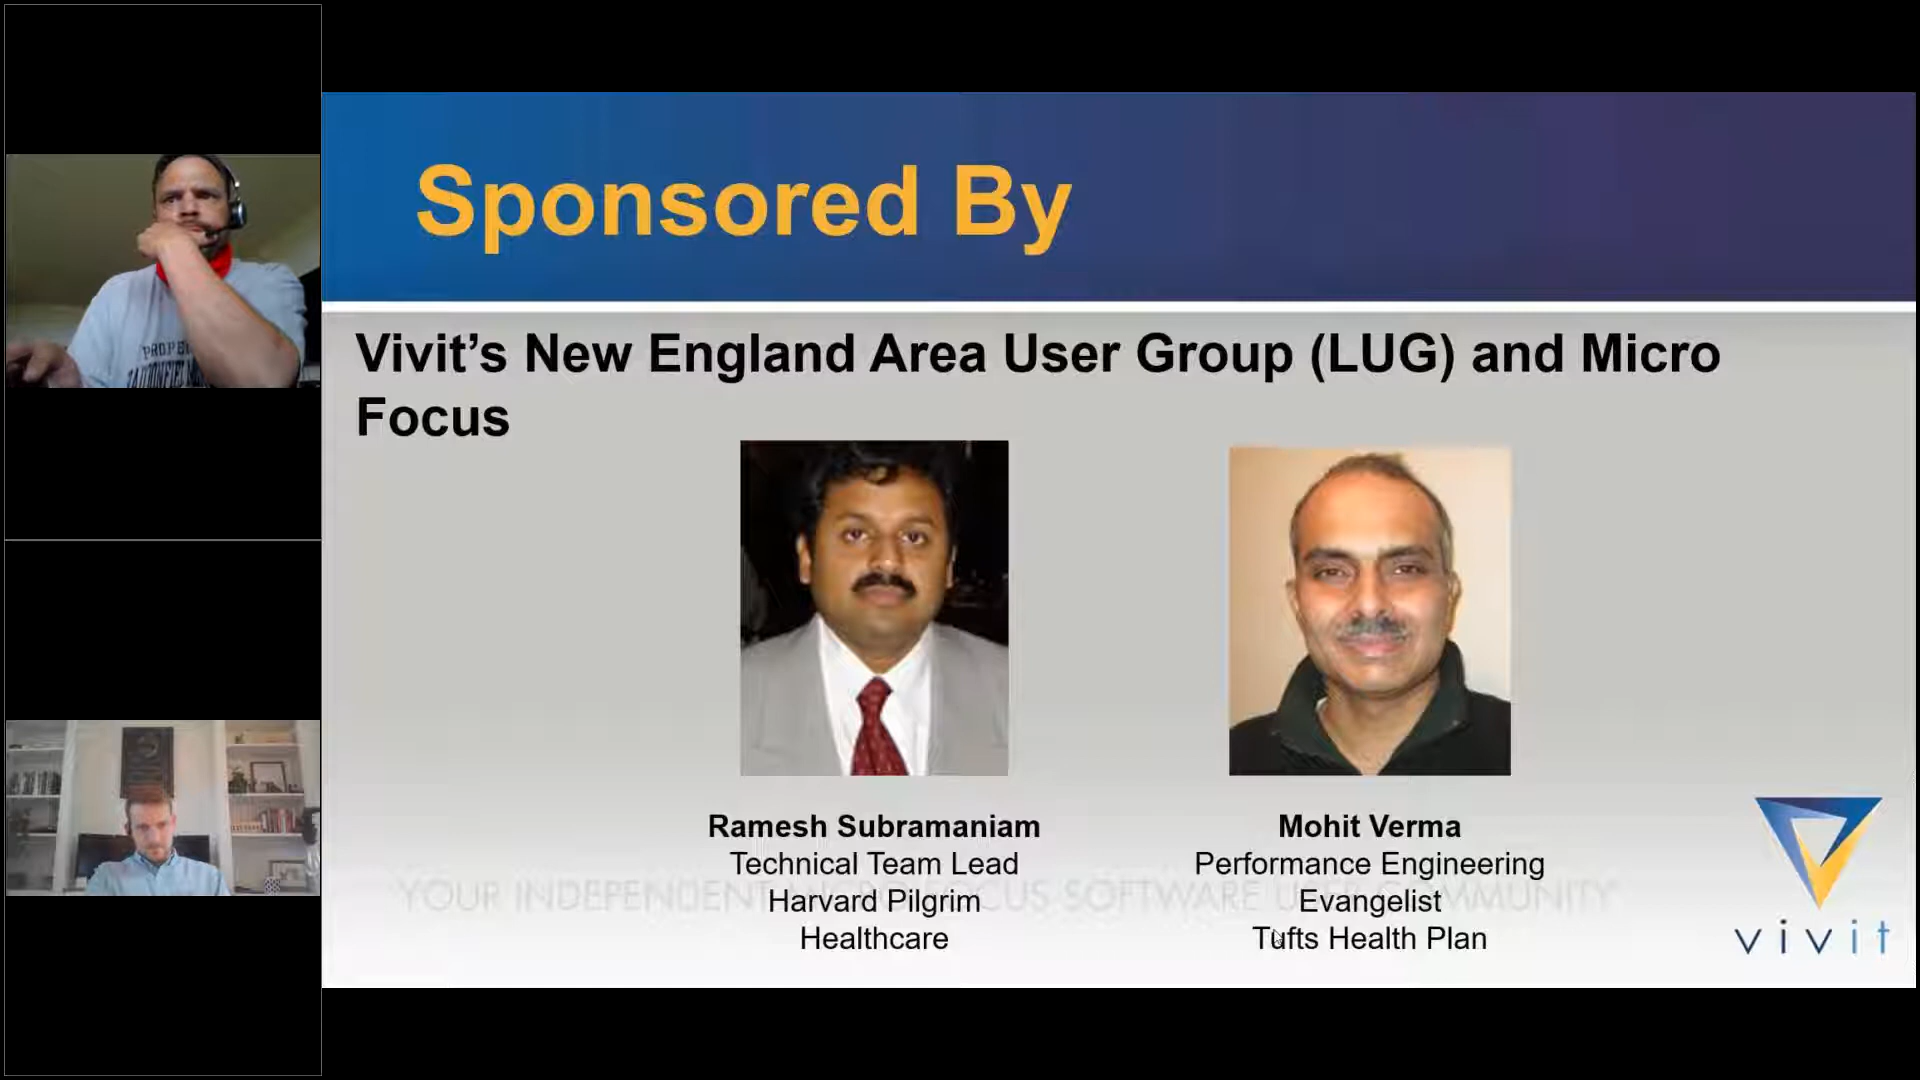 Sponsored By
Vivit's New England Area User Group (LUG) and Micro
Focus
Ramesh Subramaniam
Technical Team Lead
Harvard Pilgrim
Healthcare
Mohit Verma
Performance Engineering
Evangelist
Tufts Health Plan
YOUR INDEPENDENT MICRO FOCUS SOFTWARE USER COMMUNITY
vivit